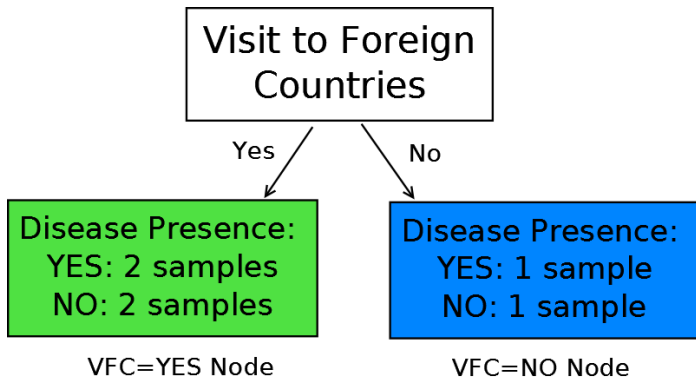 Visit to Foreign
Countries
Yes
No
Disease Presence:
YES: 2 samples
NO: 2 samples
Disease Presence:
YES: 1 sample
NO: 1 sample
VFC=YES Node
VFC=NO Node